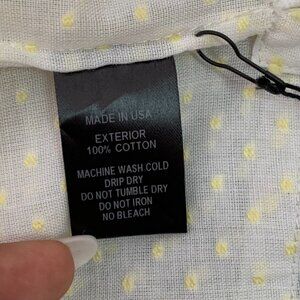 MADE IN USA
EXTERIOR
100% COTTON
MACHINE WASH COLD
DRIP DRY
DO NOT TUMBLE DRY
DO NOT IRON
NO BLEACH